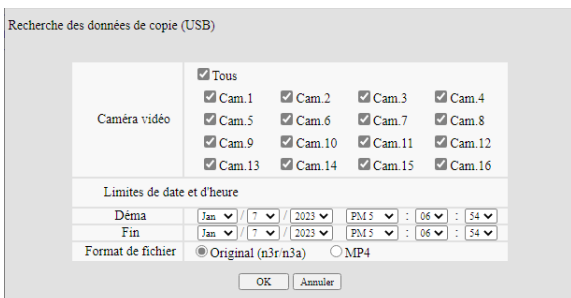 Recherche des données de copie (USB)
Tous
Caméra vidéo
Cam.1 Cam.2 Cam.3 Cam.4
Cam.5 Cam.6 Cam.7 Cam.8
Cam.9 Cam.10 Cam.11 Cam.12
Cam.13 Cam.14 Cam.15 Cam.16
Limites de date et d'heure
Déma Jan / 7 / 2023 PM 5 : 06 : 54
Fin Jan / 7 / 2023 PM 5 : 06 : 54
Format de fichier Original (n3r/n3a) MP4
OK Annuler